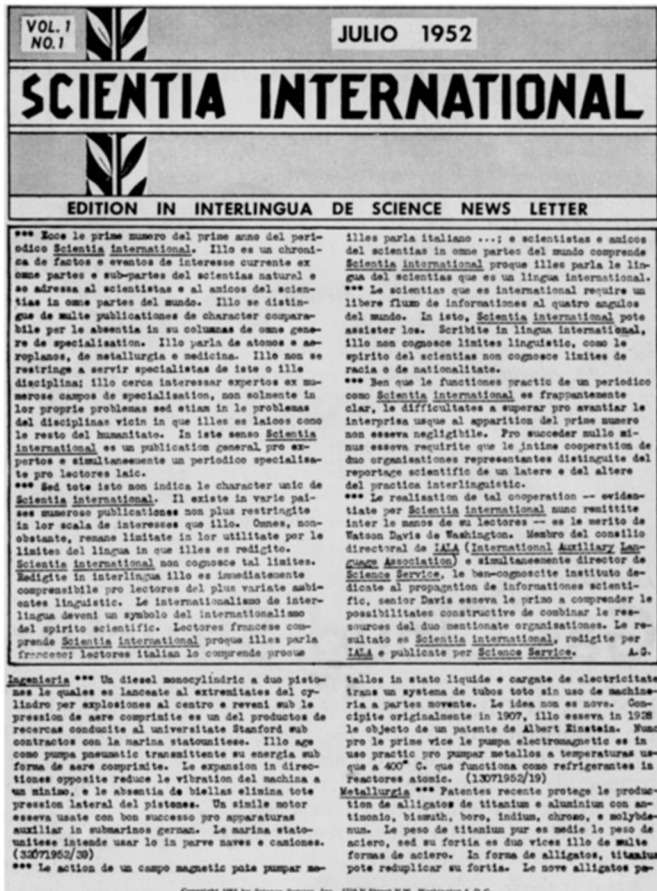 VOL. 1
NO. 1
JULIO 1952
SCIENTIA INTERNATIONAL
EDITION IN INTERLINGUA DE SCIENCE NEWS LETTER
*** Ecce le prime numero del prime anno del peri-
odico Scientia international. Illo es un chroni-
ca de factos e eventos de interesse currente ex
omne partes e sub-partes del scientias natural e
se adressa al scientistas e al amicos del scien-
tias in omne partes del mundo. Illo se distin-
gue de multe publicationes de character compara-
bile per le absentia in su columnas de omne gene-
re de specialisation. Illo parla de atomos e ae-
roplanos, de metallurgia e medicina. Illo non se
restringe a servir specialistas de iste o ille
disciplina; illo cerca interessar expertos ex nu-
merose campos de specialisation, non solmente in
lor proprie problemas sed etiam in le problemas
del disciplinas vicin in que illes es laicos como
le resto del humanitate. In iste senso Scientia
international es un publication general pro ex-
pertos e simultaneemente un periodico specialisa-
te pro lectores laic.
*** Sed tote isto non indica le character unic de
Scientia international. Il existe in varie pai-
ses numerose publicationes non plus restringite
in lor scala de interesses que illo. Omnes, non-
obstante, remane limitate in lor utilitate per le
limites del lingua in que illes es redigite.
Scientia international non cognosce tal limites.
Redigite in interlingua illo es immediatemente
comprensibile pro lectores del plus variate ambi-
entes linguistic. Le internationalismo de inter-
lingua deveni un symbolo del internationalismo
del spirito scientific. Lectores francese com-
prende Scientia international proque illes parla
francese; lectores italian lo comprende proque
illes parla italiano ...; e scientistas e amicos
del scientias in omne partes del mundo comprende
Scientia international proque illes parla le lin-
gua del scientias que es un lingua international.
*** Le scientias que es international require un
libere fluxo de informationes al quatro angulos
del mundo. In isto, Scientia international pote
assister los. Scribite in lingua international,
illo non cognosce limites linguistic, como le
spirito del scientias non cognosce limites de
racia o de nationalitate.
*** Ben que le functiones practic de un periodico
como Scientia international es frappantemente
clar, le difficultates a superar pro avantiar le
interprisa usque al apparition del prime numero
non esseva negligibile. Pro succeder nullo mi-
nus esseva requirite que le intime cooperation de
duo organisationes representantes distinguite del
reportage scientific de un latere e del altere
del practica interlinguistic.
*** Le realisation de tal cooperation -- eviden-
tiate per Scientia international nunc remittite
inter le manos de su lectores -- es le merito de
Watson Davis de Washington. Membro del consilio
directoral de IALA (International Auxiliary Lan-
guage Association) e simultaneemente director de
Science Service, le ben-cognoscite instituto de-
dicate al propagation de informationes scienti-
fic, senior Davis esseva le primo a comprender le
possibilitates constructive de combinar le res-
sources del duo mentionate organisationes. Le re-
sultato es Scientia international, redigite per
IALA e publicate per Science Service. A.G.
Ingenieria *** Un diesel monocylindric a duo pisto-
nes le quales es lanceate al extremitates del cy-
lindro per explosiones al centro e reveni sub le
pression de aere comprimite es un del productos de
recercas conducite al universitate Stanford sub
contractos con la marina statounitese. Illo age
como pumpa pneumatic transmittente su energia sub
forma de aere comprimite. Le expansion in direc-
tiones opposite reduce le vibration del machina a
un minimo, e le absentia de biellas elimina tote
pression lateral del pistones. Un simile motor
esseva usate con bon successo pro apparaturas
auxiliar in submarinos german. Le marina stato-
unitese intende usar lo in parve naves e camiones.
(32071952/39)
*** Le action de un campo magnetic pote pumpar me-
tallos in stato liquide e cargate de electricitate
trans un systema de tubos toto sin uso de machine-
ria a partes movente. Le idea non es nove. Con-
cipite originalmente in 1907, illo esseva in 1928
le objecto de un patente de Albert Einstein. Nunc
pro le prime vice le pumpa electromagnetic es in
uso practic pro pumpar metallos a temperaturas us-
que a 400° C. que functiona como refrigerantes in
reactores atomic. (13071952/19)
Metallurgia *** Patentes recente protege le produc-
tion de alligatos de titanium e aluminium con an-
timonio, bismuth, boro, indium, chromo, e molybde-
num. Le peso de titanium pur es medie le peso de
aciero, sed su fortia es duo vices illo de multe
formas de aciero. In forma de alligatos, titanium
pote reduplicar su fortia. Le nove alligatos pe-